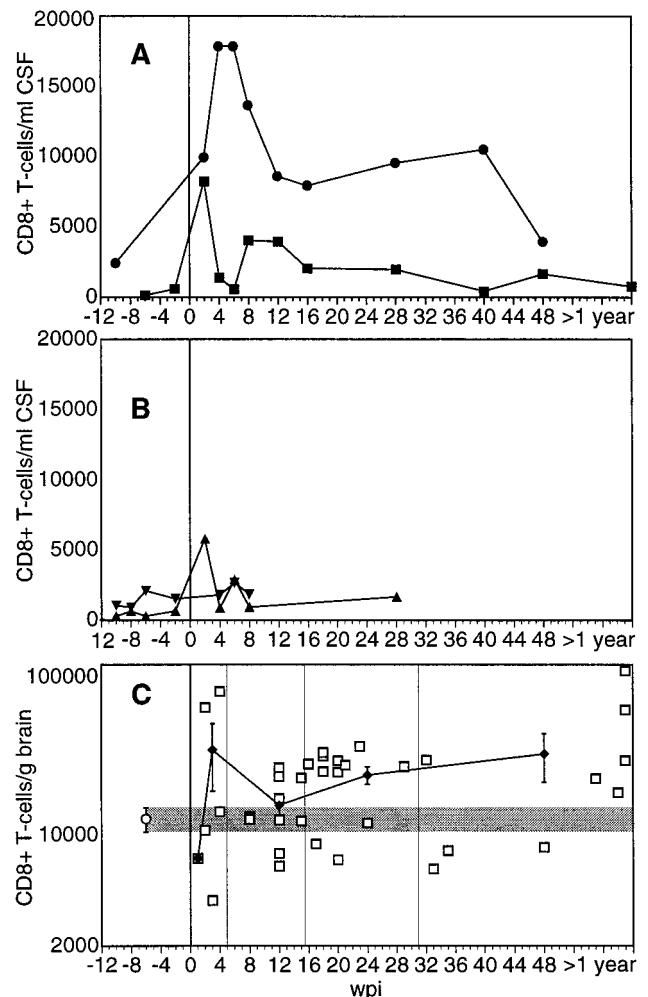 20000
A
15000
10000
5000
0
CD8+ T-cells/ml CSF
-12 -8 -4 0 4 8 12 16 20 24 28 32 36 40 44 48 >1 year
20000
B
15000
10000
5000
0
CD8+ T-cells/ml CSF
12 -8 -4 0 4 8 12 16 20 24 28 32 36 40 44 48 >1 year
100000
C
10000
2000
CD8+ T-cells/g brain
-12 -8 -4 0 4 8 12 16 20 24 28 32 36 40 44 48 >1 year
wpi